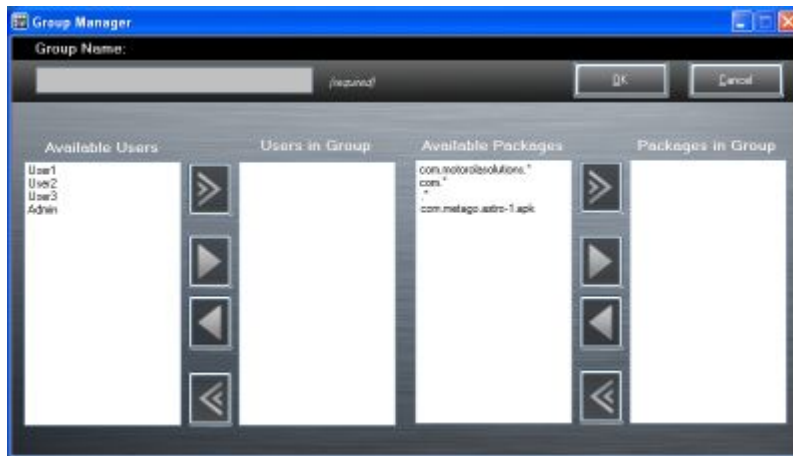 Group Manager
Group Name:
(required)
OK
Cancel
Available Users
Users in Group
Available Packages
Packages in Group
User1
User2
User3
Admin
com.motorolasolutions.*
com.*
.*
com.metago.astro-1.apk